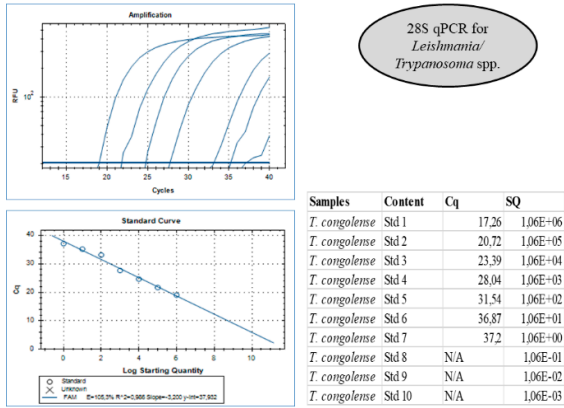 Amplification
RFU
10^2
15 20 25 30 35 40
Cycles
28S qPCR for
Leishmania/
Trypanosoma spp.
Standard Curve
Cq
40
30
20
10
0
0 2 4 6 8 10
Log Starting Quantity
Standard
Unknown
FAM E=105,3% R^2=0,986 Slope=-3,200 y-int=37,932
Samples Content Cq SQ
T. congolense Std 1 17,26 1,06E+06
T. congolense Std 2 20,72 1,06E+05
T. congolense Std 3 23,39 1,06E+04
T. congolense Std 4 28,04 1,06E+03
T. congolense Std 5 31,54 1,06E+02
T. congolense Std 6 36,87 1,06E+01
T. congolense Std 7 37,2 1,06E+00
T. congolense Std 8 N/A 1,06E-01
T. congolense Std 9 N/A 1,06E-02
T. congolense Std 10 N/A 1,06E-03